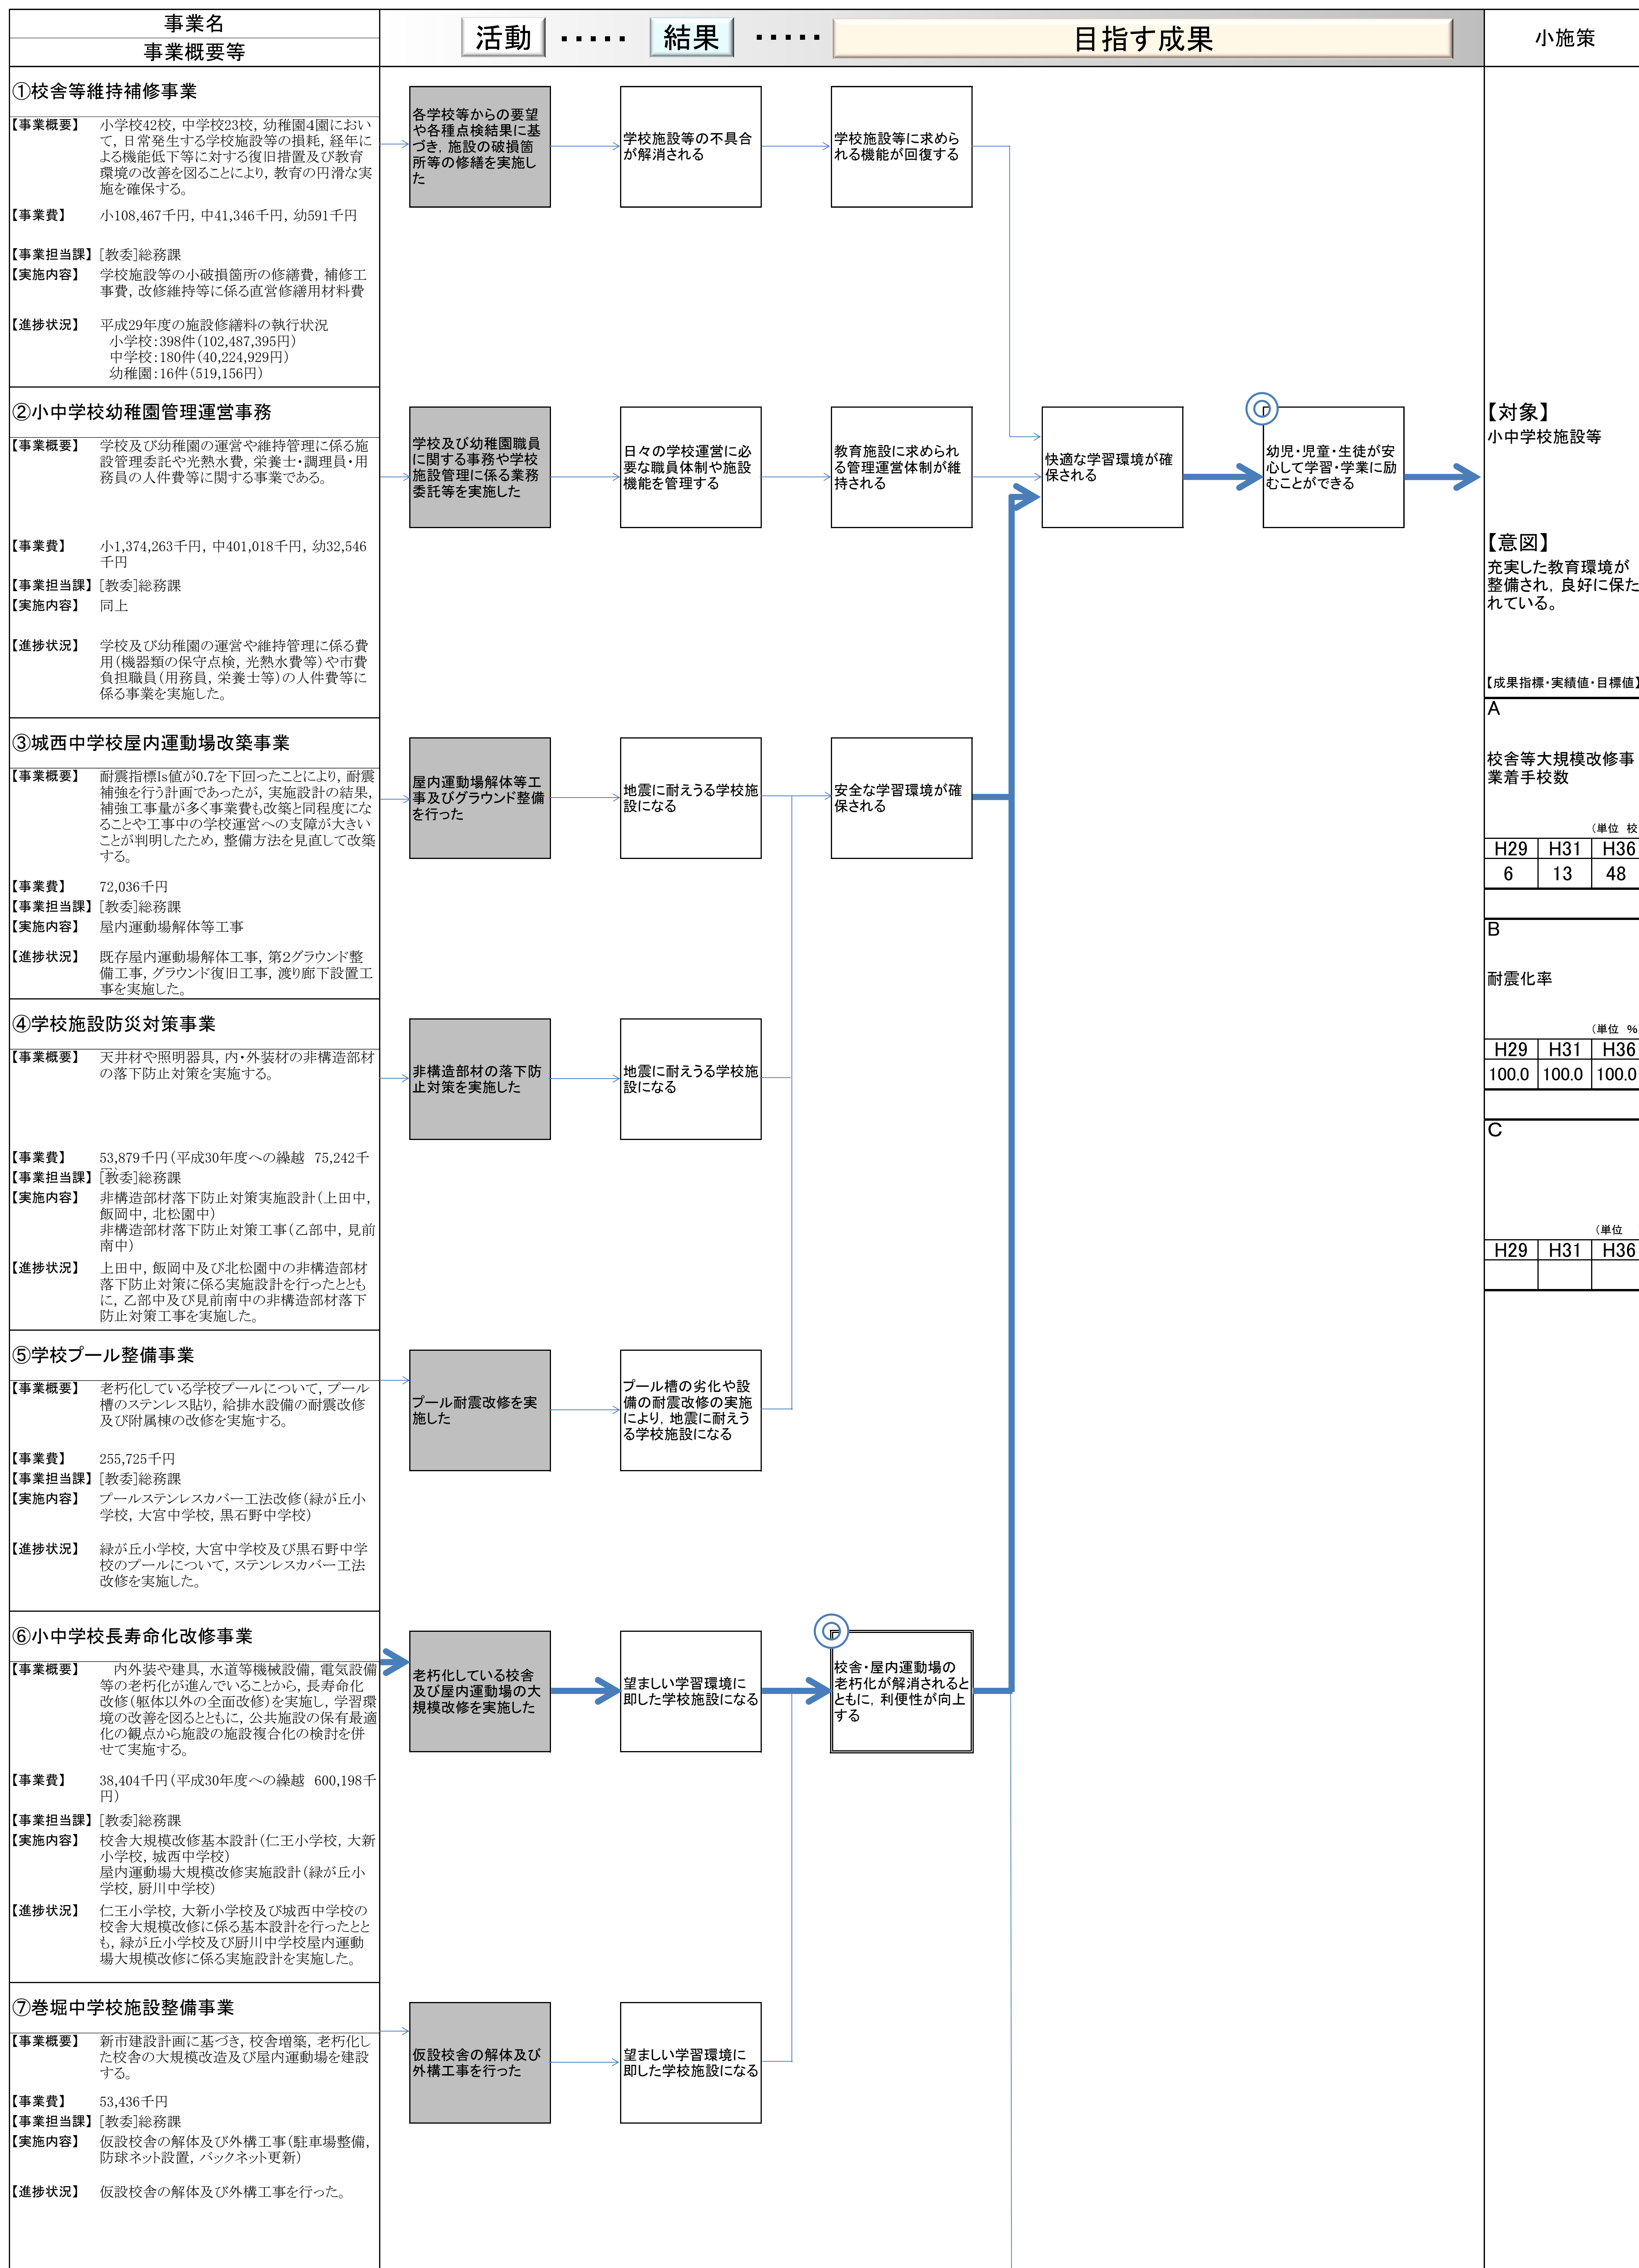 事業名
事業概要等
活動 ・・・・・ 結果 ・・・・・ 目指す成果
小施策
①校舎等維持補修事業
【事業概要】 小学校42校，中学校23校，幼稚園4園におい
て，日常発生する学校施設等の損耗，経年に
よる機能低下等に対する復旧措置及び教育
環境の改善を図ることにより，教育の円滑な実
施を確保する。
【事業費】 小108,467千円，中41,346千円，幼591千円
【事業担当課】 [教委]総務課
【実施内容】 学校施設等の小破損箇所の修繕費，補修工
事費，改修維持等に係る直営修繕用材料費
【進捗状況】 平成29年度の施設修繕料の執行状況
小学校：398件（102,487,395円）
中学校：180件（40,224,929円）
幼稚園：16件（519,156円）
各学校等からの要望
や各種点検結果に基
づき，施設の破損箇
所等の修繕を実施し
た
学校施設等の不具合
が解消される
学校施設等に求めら
れる機能が回復する
②小中学校幼稚園管理運営事務
【事業概要】 学校及び幼稚園の運営や維持管理に係る施
設管理委託や光熱水費，栄養士・調理員・用
務員の人件費等に関する事業である。
【事業費】 小1,374,263千円，中401,018千円，幼32,546
千円
【事業担当課】 [教委]総務課
【実施内容】 同上
【進捗状況】 学校及び幼稚園の運営や維持管理に係る費
用（機器類の保守点検，光熱水費等）や市費
負担職員（用務員，栄養士等）の人件費等に
係る事業を実施した。
学校及び幼稚園職員
に関する事務や学校
施設管理に係る業務
委託等を実施した
日々の学校運営に必
要な職員体制や施設
機能を管理する
教育施設に求められ
る管理運営体制が維
持される
快適な学習環境が確
保される
幼児・児童・生徒が安
心して学習・学業に励
むことができる
③城西中学校屋内運動場改築事業
【事業概要】 耐震指標Is値が0.7を下回ったことにより，耐震
補強を行う計画であったが，実施設計の結果，
補強工事量が多く事業費も改築と同程度にな
ることや工事中の学校運営への支障が大きい
ことが判明したため，整備方法を見直して改築
する。
【事業費】 72,036千円
【事業担当課】 [教委]総務課
【実施内容】 屋内運動場解体等工事
【進捗状況】 既存屋内運動場解体工事，第2グラウンド整
備工事，グラウンド復旧工事，渡り廊下設置工
事を実施した。
屋内運動場解体等工
事及びグラウンド整備
を行った
地震に耐えうる学校施
設になる
安全な学習環境が確
保される
④学校施設防災対策事業
【事業概要】 天井材や照明器具，内・外装材の非構造部材
の落下防止対策を実施する。
【事業費】 53,879千円（平成30年度への繰越　75,242千
【事業担当課】 [教委]総務課
【実施内容】 非構造部材落下防止対策実施設計（上田中，
飯岡中，北松園中）
非構造部材落下防止対策工事（乙部中，見前
南中）
【進捗状況】 上田中，飯岡中及び北松園中の非構造部材
落下防止対策に係る実施設計を行ったととも
に，乙部中及び見前南中の非構造部材落下
防止対策工事を実施した。
非構造部材の落下防
止対策を実施した
地震に耐えうる学校施
設になる
⑤学校プール整備事業
【事業概要】 老朽化している学校プールについて，プール
槽のステンレス貼り，給排水設備の耐震改修
及び附属棟の改修を実施する。
【事業費】 255,725千円
【事業担当課】 [教委]総務課
【実施内容】 プールステンレスカバー工法改修（緑が丘小
学校，大宮中学校，黒石野中学校）
【進捗状況】 緑が丘小学校，大宮中学校及び黒石野中学
校のプールについて，ステンレスカバー工法
改修を実施した。
プール耐震改修を実
施した
プール槽の劣化や設
備の耐震改修の実施
により，地震に耐えう
る学校施設になる
⑥小中学校長寿命化改修事業
【事業概要】 内外装や建具，水道等機械設備，電気設備
等の老朽化が進んでいることから，長寿命化
改修（躯体以外の全面改修）を実施し，学習環
境の改善を図るとともに，公共施設の保有最適
化の観点から施設の施設複合化の検討を併
せて実施する。
【事業費】 38,404千円（平成30年度への繰越　600,198千
円）
【事業担当課】 [教委]総務課
【実施内容】 校舎大規模改修基本設計（仁王小学校，大新
小学校，城西中学校）
屋内運動場大規模改修実施設計（緑が丘小
学校，厨川中学校）
【進捗状況】 仁王小学校，大新小学校及び城西中学校の
校舎大規模改修に係る基本設計を行ったとと
も，緑が丘小学校及び厨川中学校屋内運動
場大規模改修に係る実施設計を実施した。
老朽化している校舎
及び屋内運動場の大
規模改修を実施した
望ましい学習環境に
即した学校施設になる
校舎・屋内運動場の
老朽化が解消されると
ともに，利便性が向上
する
⑦巻堀中学校施設整備事業
【事業概要】 新市建設計画に基づき，校舎増築，老朽化し
た校舎の大規模改造及び屋内運動場を建設
する。
【事業費】 53,436千円
【事業担当課】 [教委]総務課
【実施内容】 仮設校舎の解体及び外構工事（駐車場整備，
防球ネット設置，バックネット更新）
【進捗状況】 仮設校舎の解体及び外構工事を行った。
仮設校舎の解体及び
外構工事を行った
望ましい学習環境に
即した学校施設になる
【対象】
小中学校施設等
【意図】
充実した教育環境が
整備され，良好に保た
れている。
【成果指標・実績値・目標値】
A
校舎等大規模改修事
業着手校数
（単位 校
H29 H31 H36
6 13 48
B
耐震化率
（単位 ％
H29 H31 H36
100.0 100.0 100.0
C
（単位
H29 H31 H36